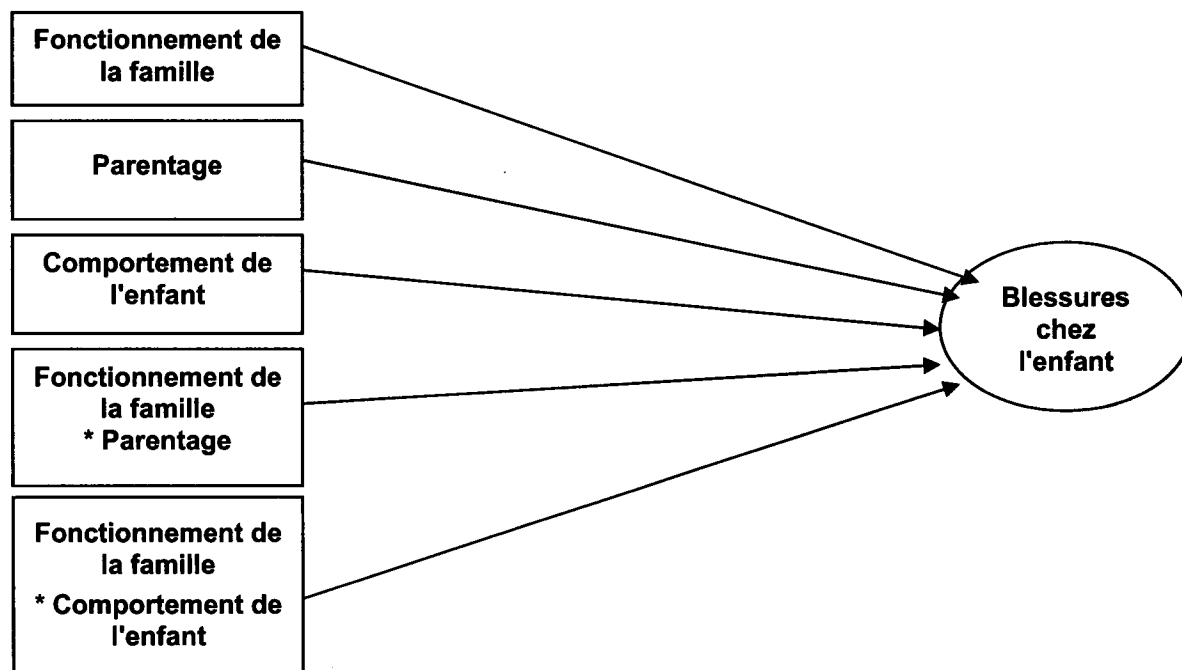 Fonctionnement de
la famille
Parentage
Comportement de
l'enfant
Fonctionnement de
la famille
* Parentage
Fonctionnement de
la famille
* Comportement de
l'enfant
Blessures
chez
l'enfant